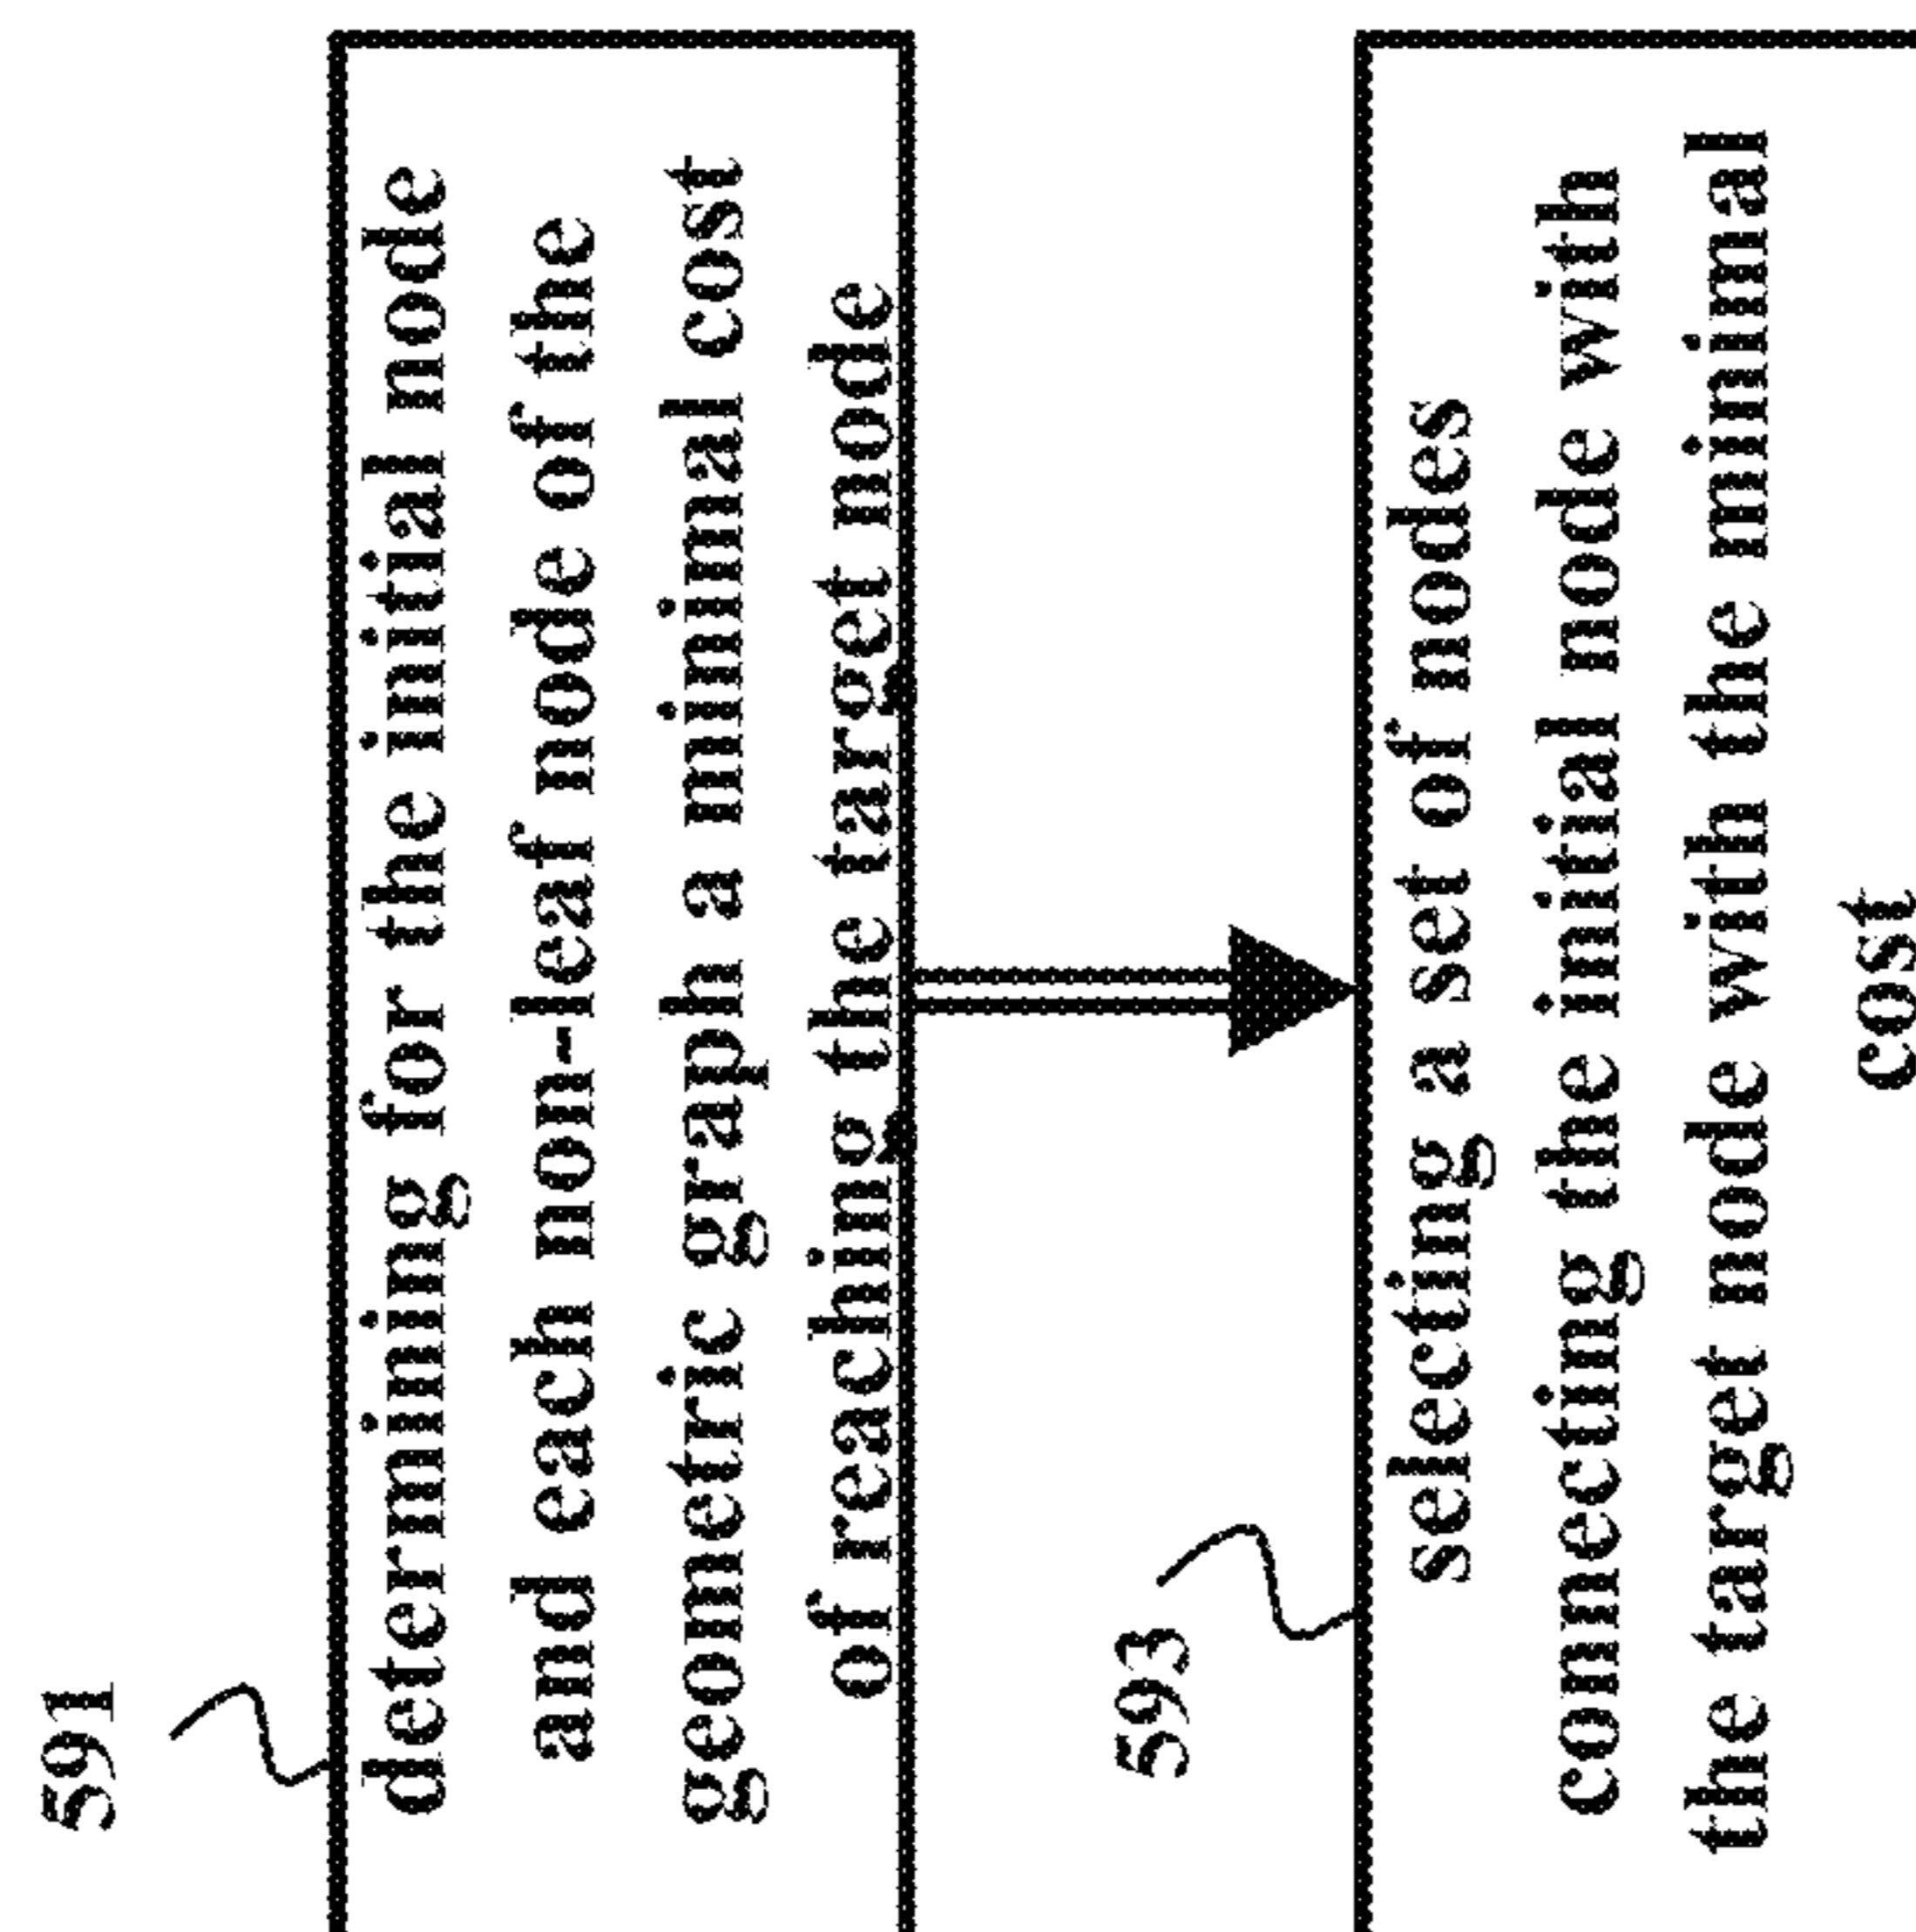 591
determining for the initial node
and each non-leaf node of the
geometric graph a minimal cost
of reaching the target node
593
selecting a set of nodes
connecting the initial node with
the target node with the minimal
cost